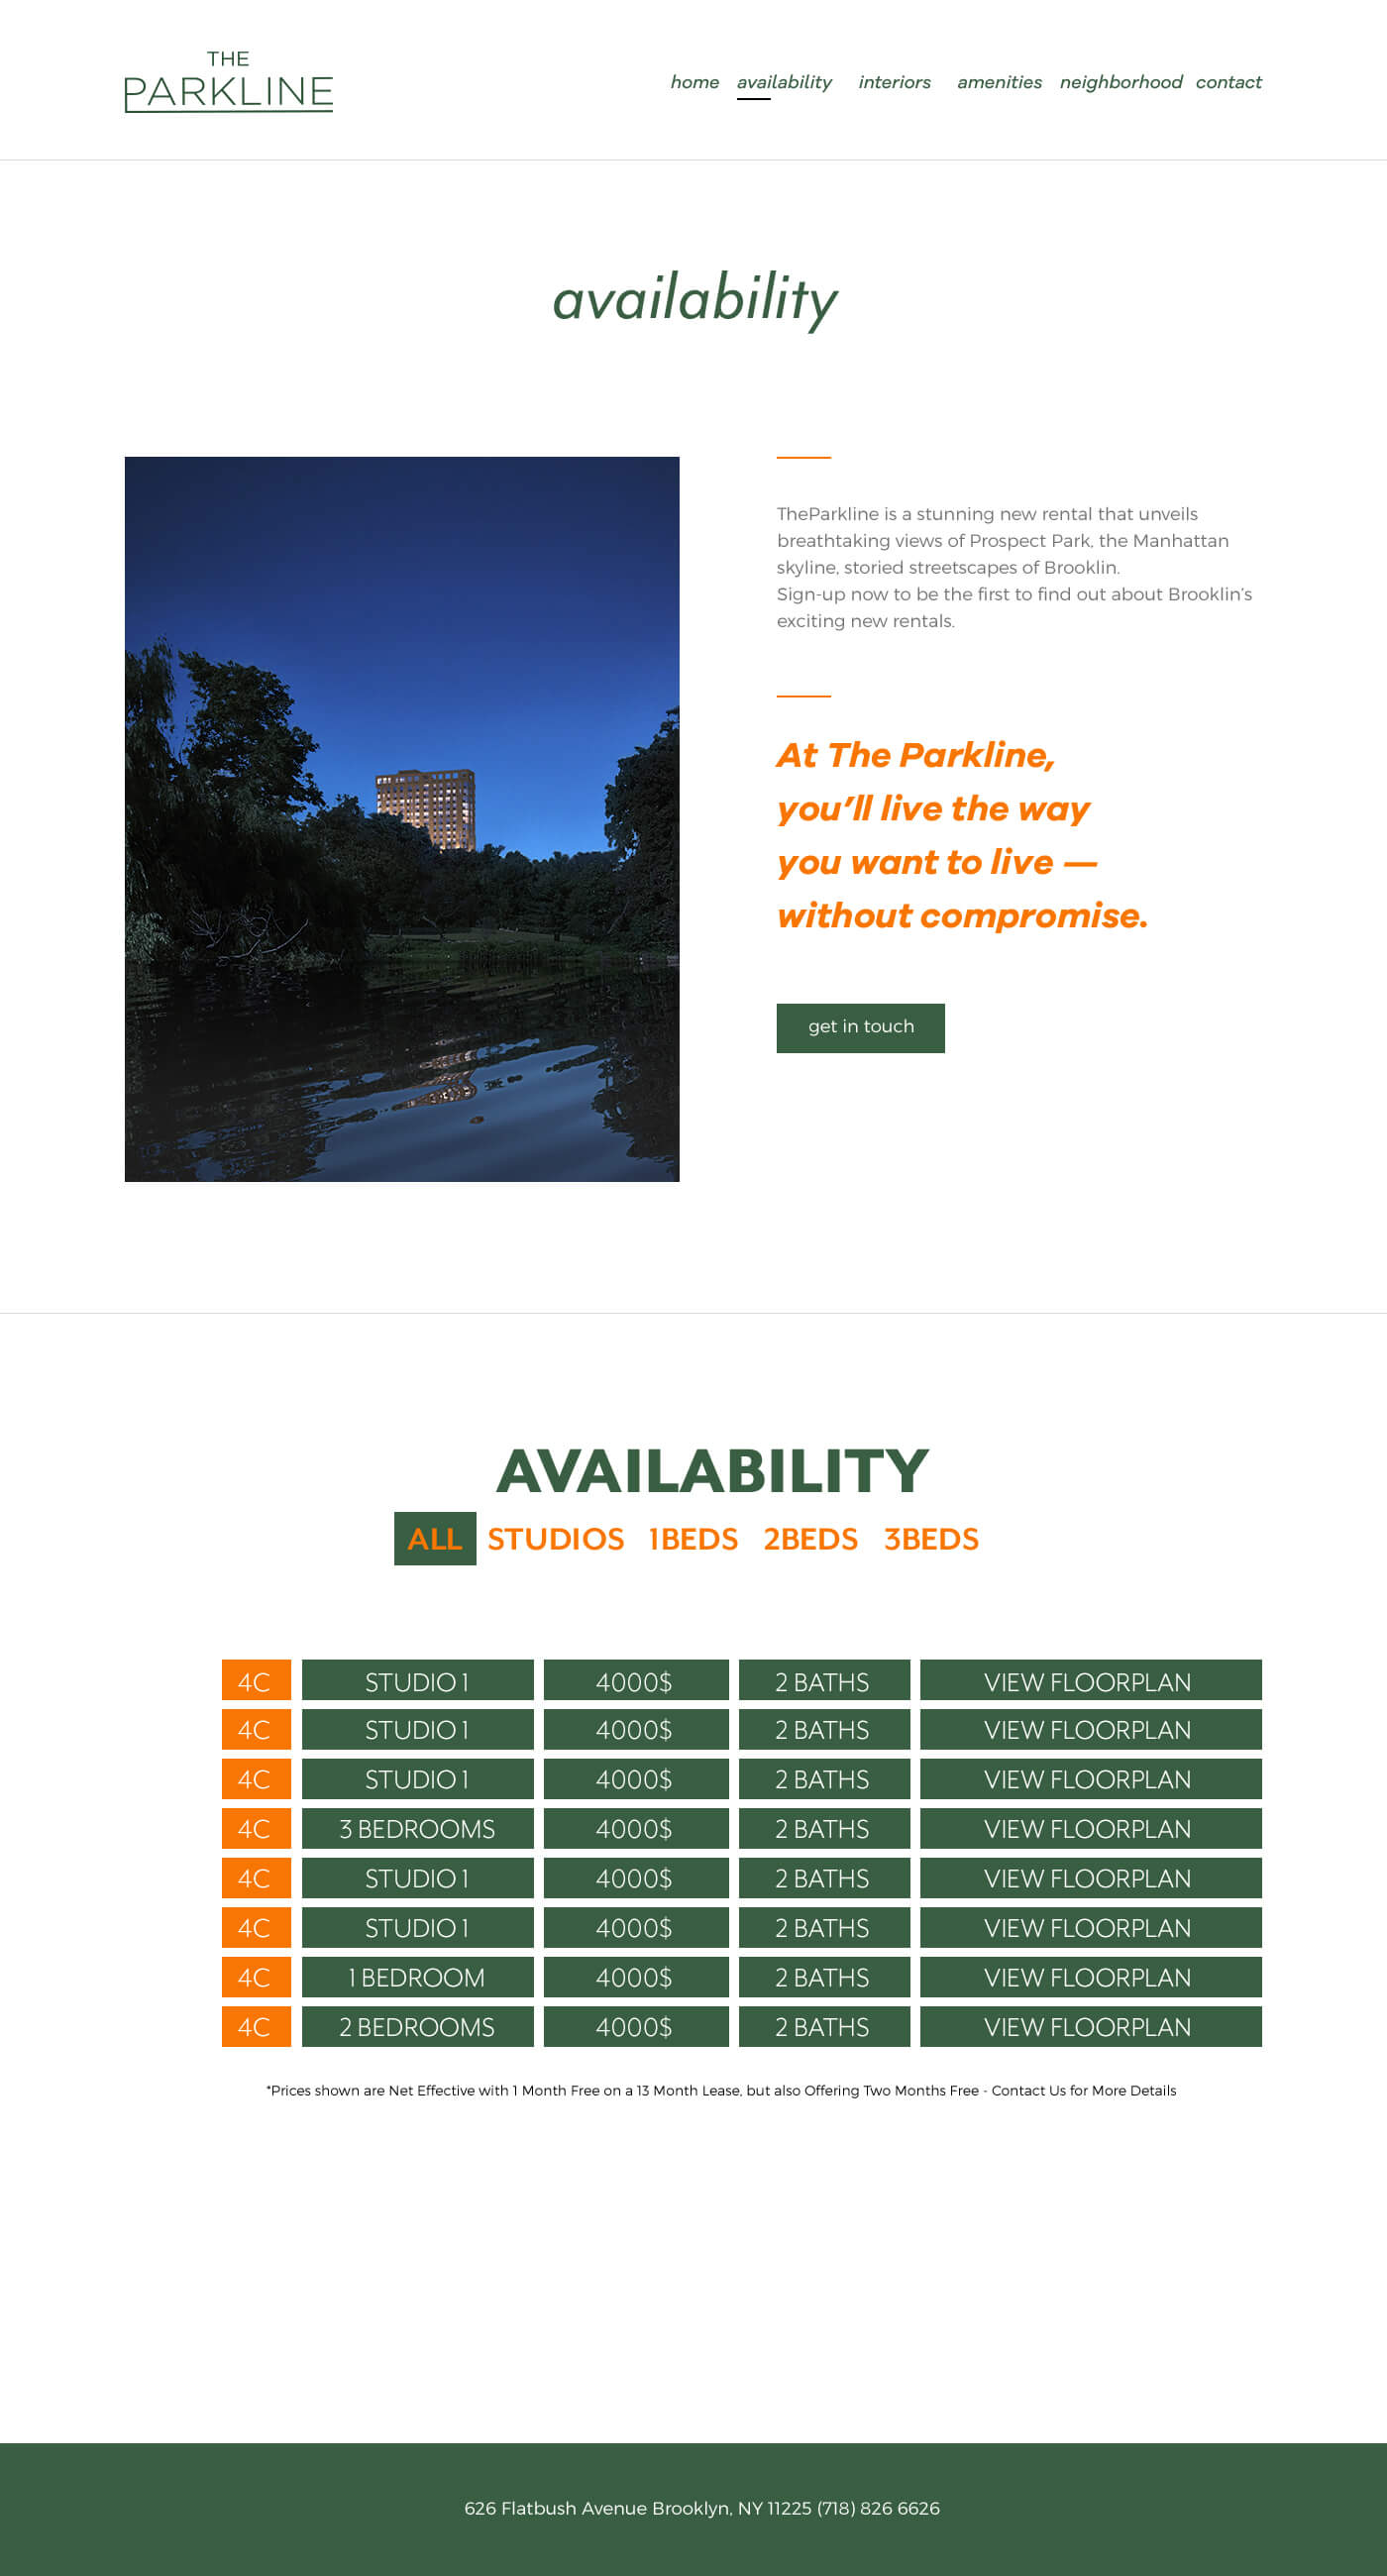 THE
PARKLINE
home availability interiors amenities neighborhood contact
availability
TheParkline is a stunning new rental that unveils
breathtaking views of Prospect Park, the Manhattan
skyline, storied streetscapes of Brooklin.
Sign-up now to be the first to find out about Brooklin’s
exciting new rentals.
At The Parkline,
you’ll live the way
you want to live —
without compromise.
get in touch
AVAILABILITY
ALL STUDIOS 1BEDS 2BEDS 3BEDS
4C STUDIO 1 4000$ 2 BATHS VIEW FLOORPLAN
4C STUDIO 1 4000$ 2 BATHS VIEW FLOORPLAN
4C STUDIO 1 4000$ 2 BATHS VIEW FLOORPLAN
4C 3 BEDROOMS 4000$ 2 BATHS VIEW FLOORPLAN
4C STUDIO 1 4000$ 2 BATHS VIEW FLOORPLAN
4C STUDIO 1 4000$ 2 BATHS VIEW FLOORPLAN
4C 1 BEDROOM 4000$ 2 BATHS VIEW FLOORPLAN
4C 2 BEDROOMS 4000$ 2 BATHS VIEW FLOORPLAN
*Prices shown are Net Effective with 1 Month Free on a 13 Month Lease, but also Offering Two Months Free - Contact Us for More Details
626 Flatbush Avenue Brooklyn, NY 11225 (718) 826 6626